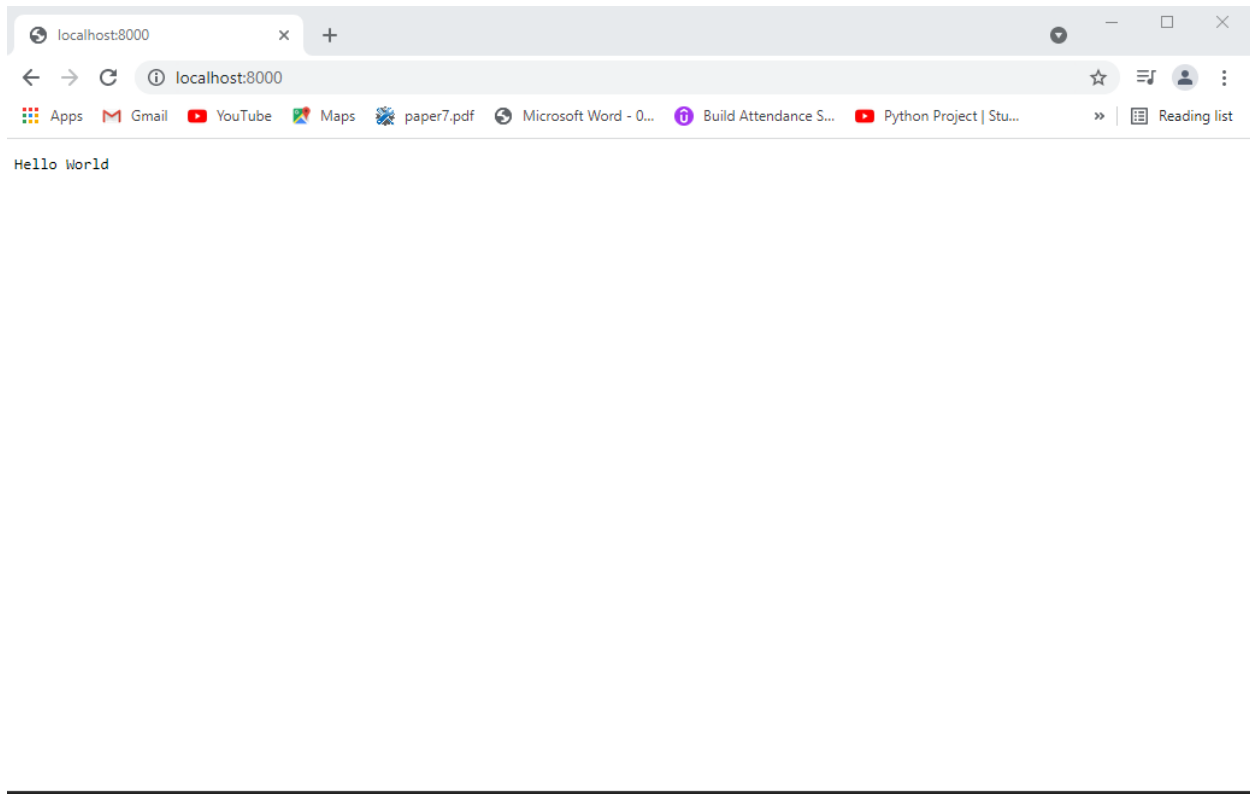 localhost:8000
localhost:8000
Apps Gmail YouTube Maps paper7.pdf Microsoft Word - 0... Build Attendance S... Python Project | Stu... » Reading list
Hello World